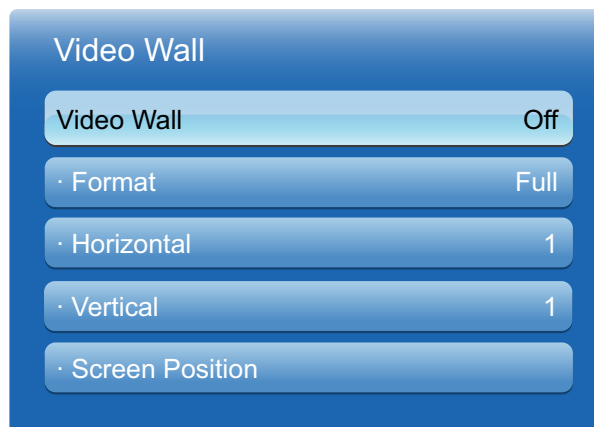 Video Wall
Video Wall Off
· Format Full
· Horizontal 1
· Vertical 1
· Screen Position